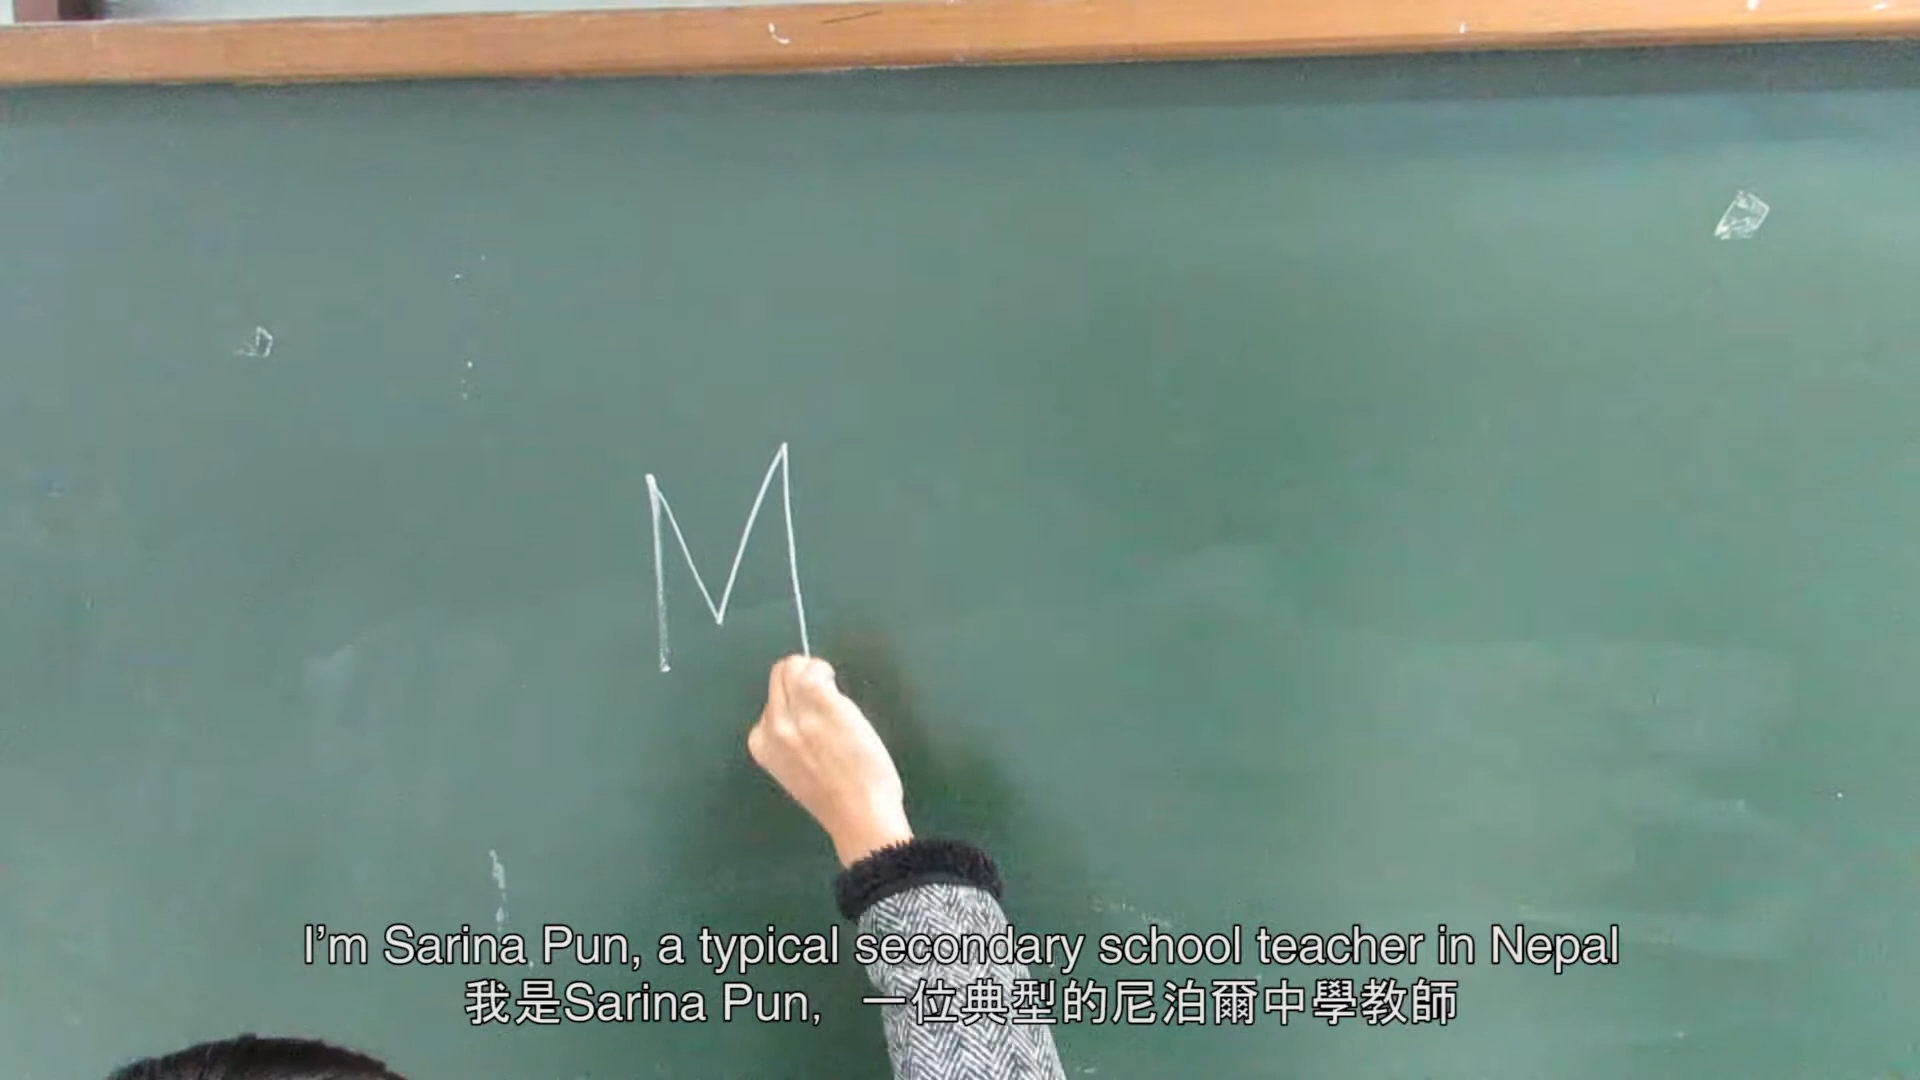 M
I'm Sarina Pun, a typical secondary school teacher in Nepal
我是Sarina Pun, 一位典型的尼泊爾中學教師